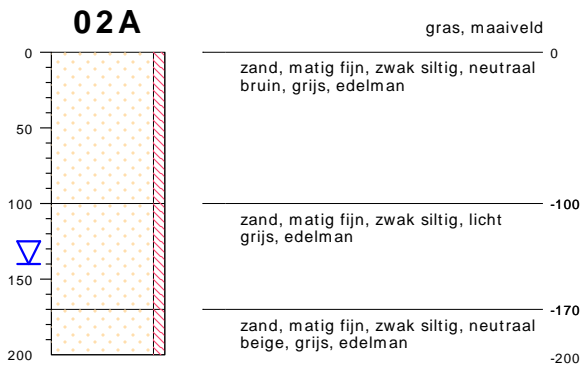 02A
gras, maaiveld
0
0
zand, matig fijn, zwak siltig, neutraal
bruin, grijs, edelman
50
100
-100
zand, matig fijn, zwak siltig, licht
grijs, edelman
150
-170
zand, matig fijn, zwak siltig, neutraal
beige, grijs, edelman
200
-200